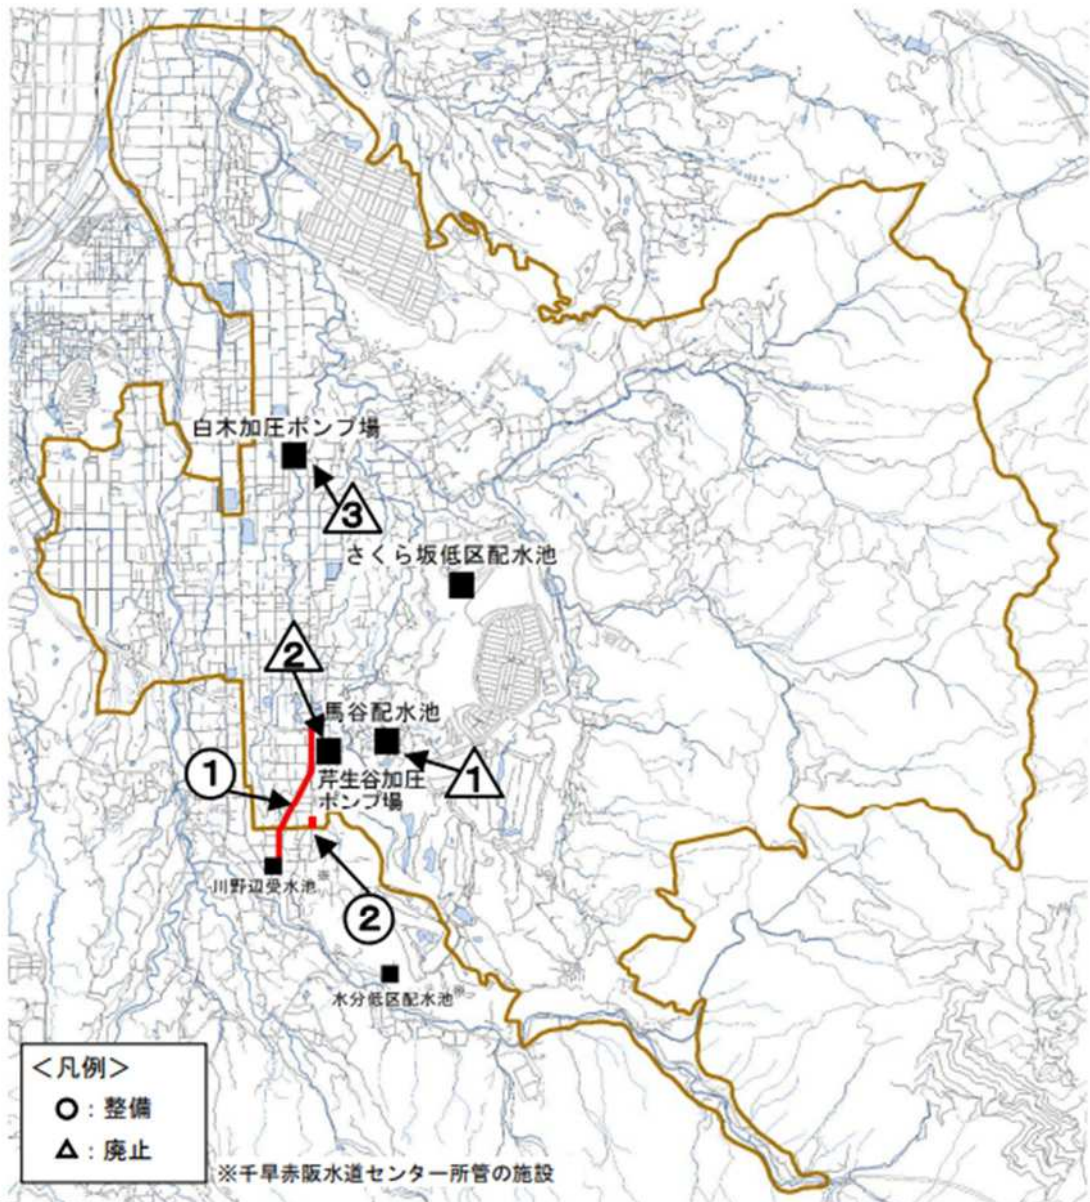 白木加圧ポンプ場
3
さくら坂低区配水池
2
馬谷配水池
1
芹生谷加圧
ポンプ場
1
川野辺受水池※
2
水分低区配水池※
＜凡例＞
○：整備
△：廃止
※千早赤阪水道センター所管の施設